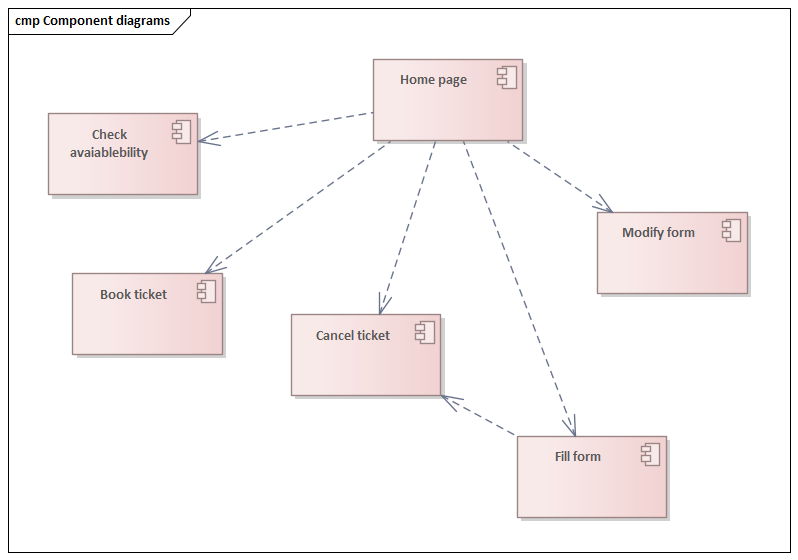 cmp Component diagrams
Home page
Check
avaiablebility
Modify form
Book ticket
Cancel ticket
Fill form